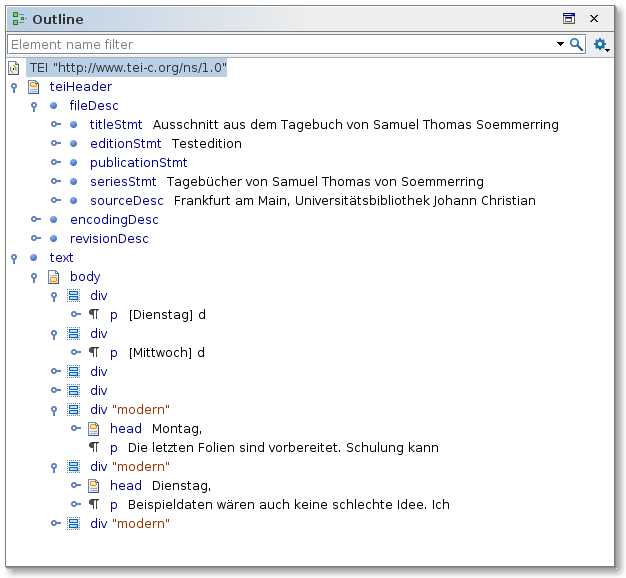 Outline
Element name filter
TEI "http://www.tei-c.org/ns/1.0"
teiHeader
fileDesc
titleStmt Ausschnitt aus dem Tagebuch von Samuel Thomas Soemmerring
editionStmt Testedition
publicationStmt
seriesStmt Tagebücher von Samuel Thomas von Soemmerring
sourceDesc Frankfurt am Main, Universitätsbibliothek Johann Christian
encodingDesc
revisionDesc
text
body
div
¶ p [Dienstag] d
div
¶ p [Mittwoch] d
div
div
div "modern"
head Montag,
¶ p Die letzten Folien sind vorbereitet. Schulung kann
div "modern"
head Dienstag,
¶ p Beispieldaten wären auch keine schlechte Idee. Ich
div "modern"